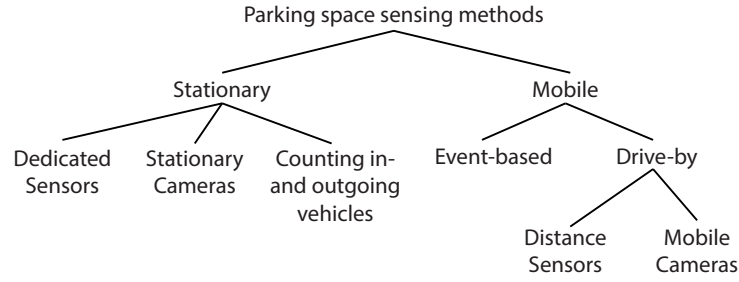 Parking space sensing methods
Stationary
Mobile
Dedicated
Sensors
Stationary
Cameras
Counting in-
and outgoing
vehicles
Event-based
Drive-by
Distance
Sensors
Mobile
Cameras